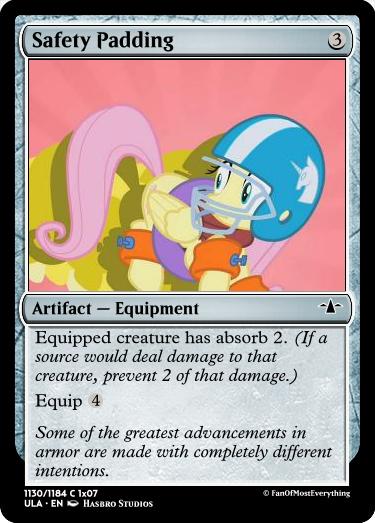 Safety Padding 3
Artifact — Equipment
Equipped creature has absorb 2. (If a
source would deal damage to that
creature, prevent 2 of that damage.)
Equip 4
Some of the greatest advancements in
armor are made with completely different
intentions.
1130/1184 C 1x07
ULA • EN Hasbro Studios
© FanOfMostEverything